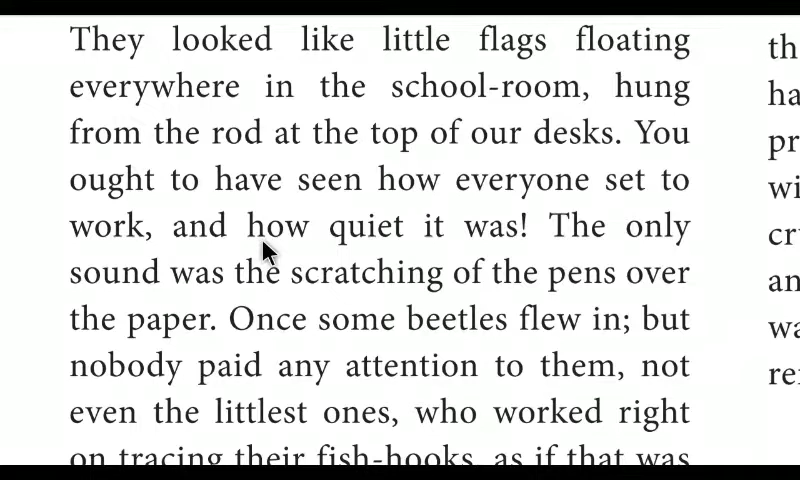 They looked like little flags floating
everywhere in the school-room, hung
from the rod at the top of our desks. You
ought to have seen how everyone set to
work, and how quiet it was! The only
sound was the scratching of the pens over
the paper. Once some beetles flew in; but
nobody paid any attention to them, not
even the littlest ones, who worked right
on tracing their fish-hooks, as if that was